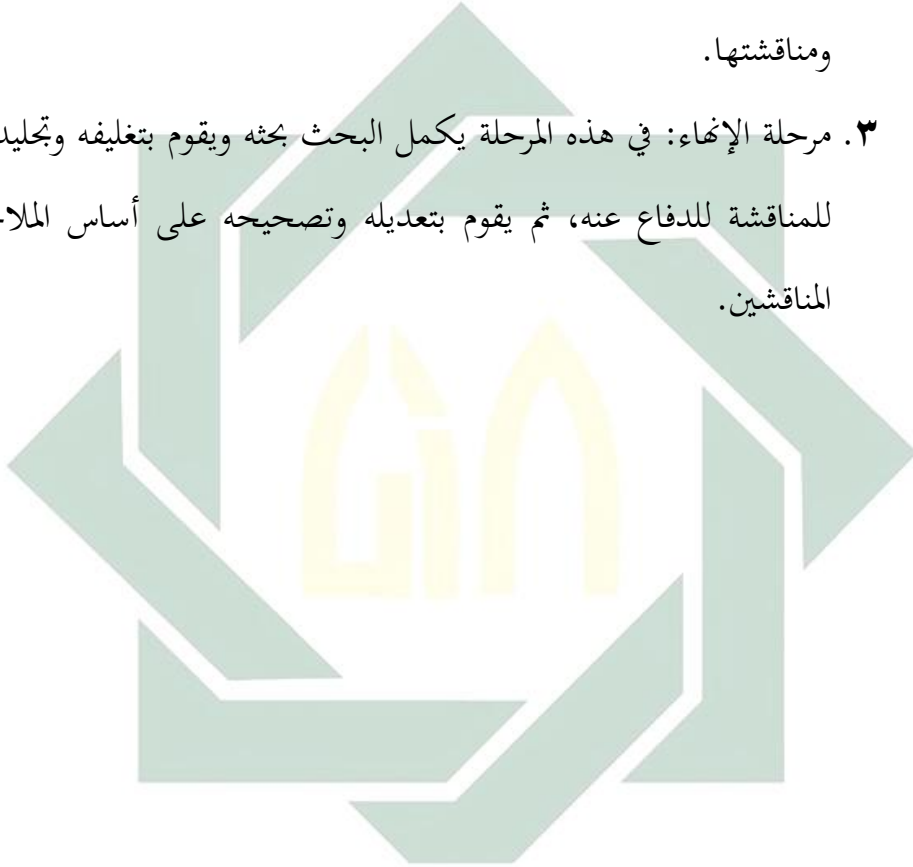 ومناقشتها.
٣. مرحلة الإنهاء: في هذه المرحلة يكمل البحث بحثه ويقوم بتغليفه وتجليد
للمناقشة للدفاع عنه، ثم يقوم بتعديله وتصحيحه على أساس
المناقشين.